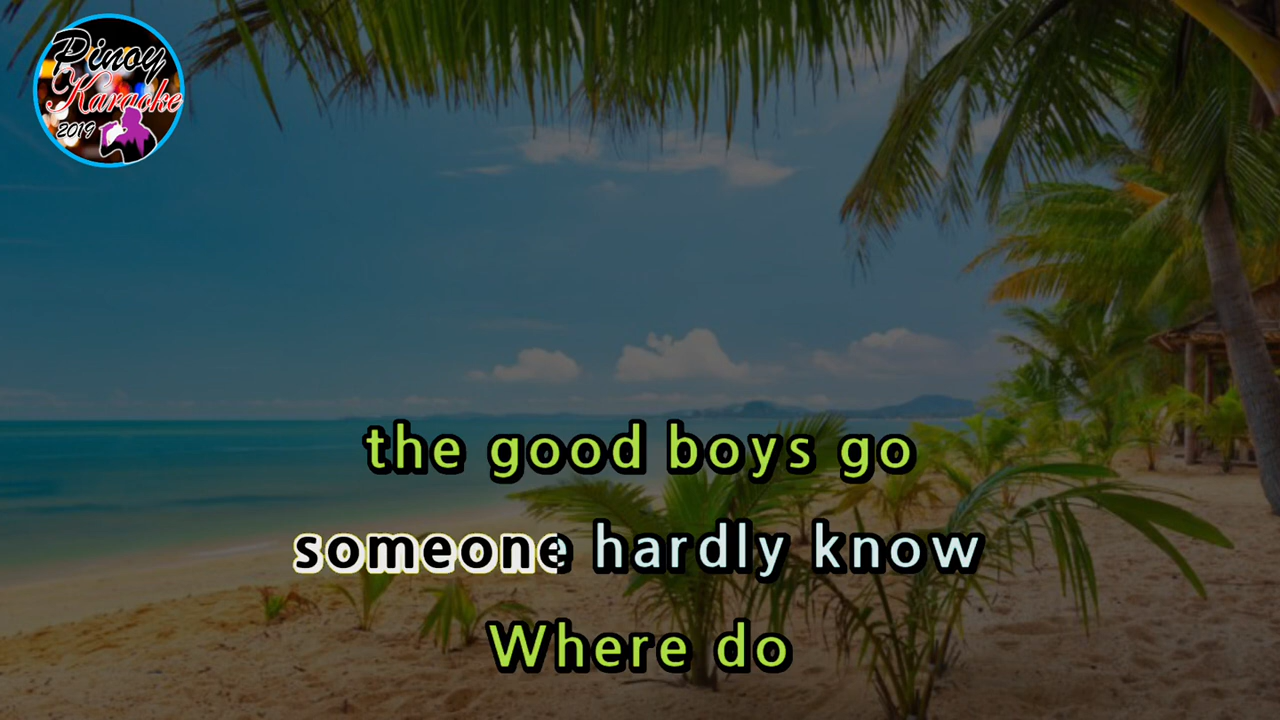 Pinoy
Karaoke
2019
the good boys go
someone hardly know
Where do